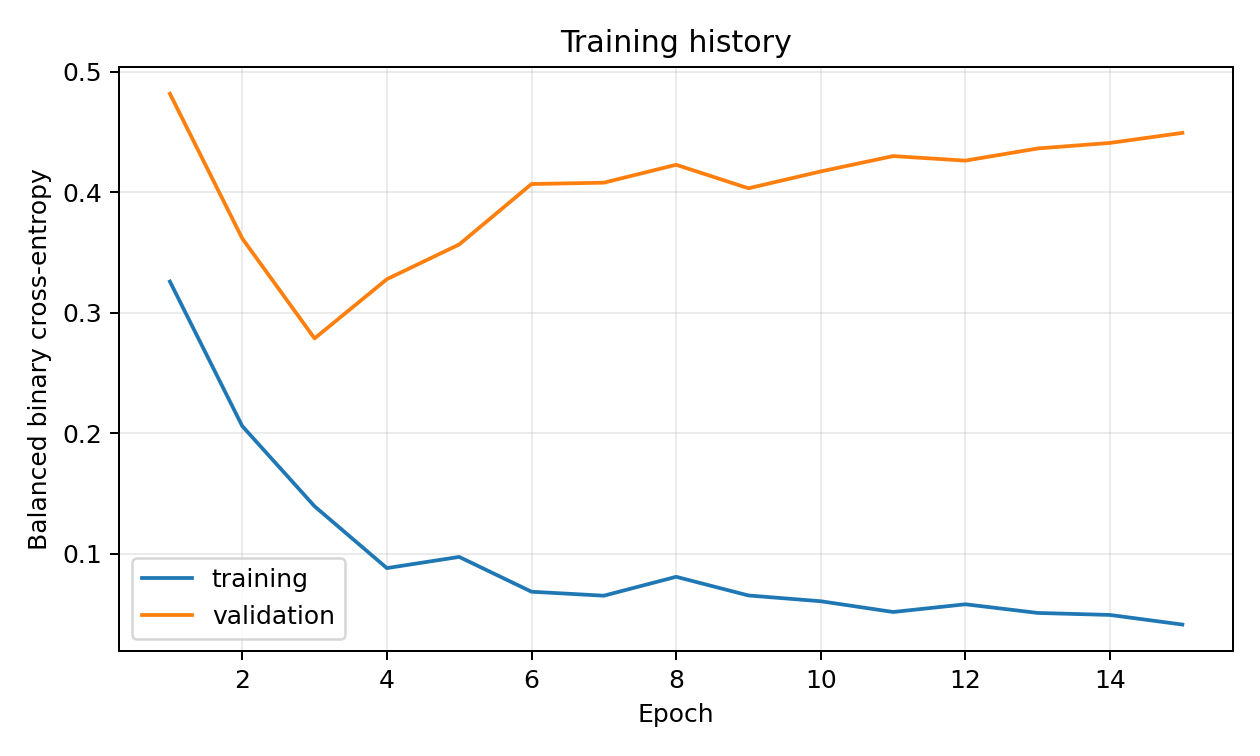 Training history
Balanced binary cross-entropy
0.5
0.4
0.3
0.2
0.1
training
validation
2 4 6 8 10 12 14
Epoch